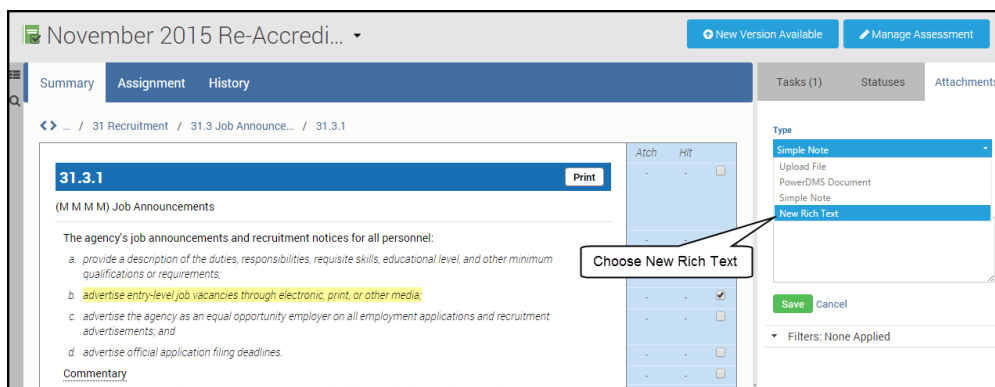 November 2015 Re-Accredi...
New Version Available
Manage Assessment
Summary
Assignment
History
Tasks (1)
Statuses
Attachments
... / 31 Recruitment / 31.3 Job Announce... / 31.3.1
Atch Hlt
31.3.1
Print
(M M M M) Job Announcements
The agency's job announcements and recruitment notices for all personnel:
a. provide a description of the duties, responsibilities, requisite skills, educational level, and other minimum
qualifications or requirements;
b. advertise entry-level job vacancies through electronic, print, or other media;
c. advertise the agency as an equal opportunity employer on all employment applications and recruitment
advertisements; and
d. advertise official application filing deadlines.
Commentary
Type
Simple Note
Upload File
PowerDMS Document
Simple Note
New Rich Text
Choose New Rich Text
Save Cancel
Filters: None Applied